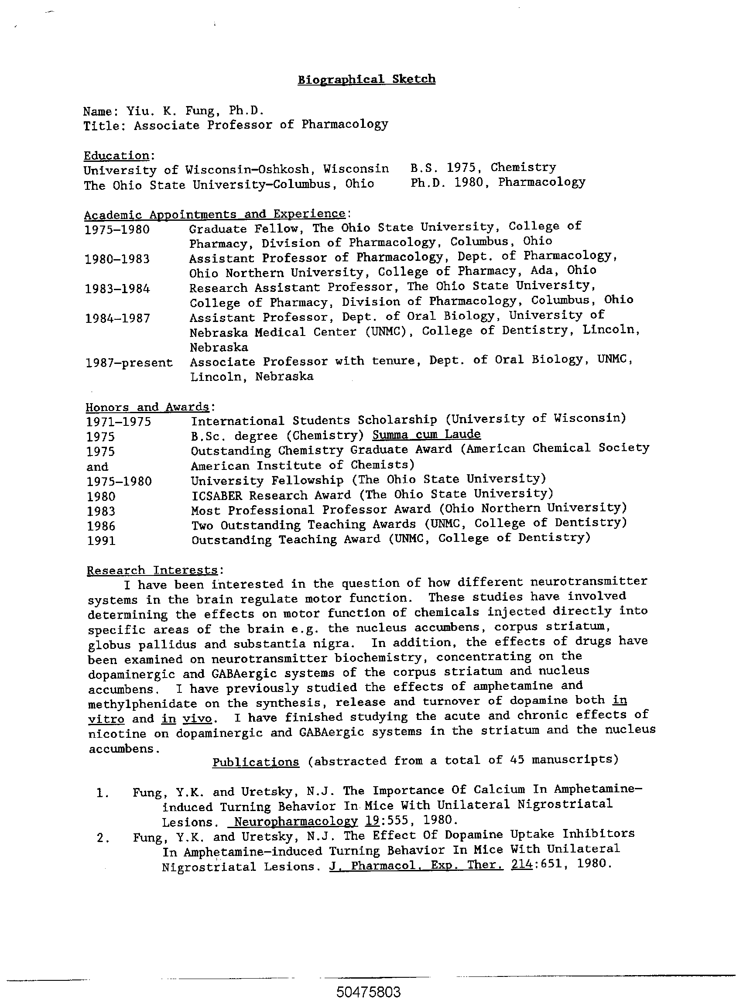 Biographical Sketch
Name: Yiu. K. Fung, Ph.D.
Title: Associate Professor of Pharmacology
Education:
University of Wisconsin-Oshkosh, Wisconsin B.S. 1975, Chemistry
The Ohio State University-Columbus, Ohio Ph.D. 1980, Pharmacology
Academic Appointments and Experience:
1975-1980 Graduate Fellow, The Ohio State University, College of
Pharmacy, Division of Pharmacology, Columbus, Ohio
1980-1983 Assistant Professor of Pharmacology, Dept. of Pharmacology,
Ohio Northern University, College of Pharmacy, Ada, Ohio
1983-1984 Research Assistant Professor, The Ohio State University,
College of Pharmacy, Division of Pharmacology, Columbus, Ohio
1984-1987 Assistant Professor, Dept. of Oral Biology, University of
Nebraska Medical Center (UNMC), College of Dentistry, Lincoln,
Nebraska
1987-present Associate Professor with tenure, Dept. of Oral Biology, UNMC,
Lincoln, Nebraska
Honors and Awards:
1971-1975 International Students Scholarship (University of Wisconsin)
1975 B.Sc. degree (Chemistry) Summa cum Laude
1975 Outstanding Chemistry Graduate Award (American Chemical Society
and American Institute of Chemists)
1975-1980 University Fellowship (The Ohio State University)
1980 ICSABER Research Award (The Ohio State University)
1983 Most Professional Professor Award (Ohio Northern University)
1986 Two Outstanding Teaching Awards (UNMC, College of Dentistry)
1991 Outstanding Teaching Award (UNMC, College of Dentistry)
Research Interests:
I have been interested in the question of how different neurotransmitter
systems in the brain regulate motor function. These studies have involved
determining the effects on motor function of chemicals injected directly into
specific areas of the brain e.g. the nucleus accumbens, corpus striatum,
globus pallidus and substantia nigra. In addition, the effects of drugs have
been examined on neurotransmitter biochemistry, concentrating on the
dopaminergic and GABAergic systems of the corpus striatum and nucleus
accumbens. I have previously studied the effects of amphetamine and
methylphenidate on the synthesis, release and turnover of dopamine both in
vitro and in vivo. I have finished studying the acute and chronic effects of
nicotine on dopaminergic and GABAergic systems in the striatum and the nucleus
accumbens.
Publications (abstracted from a total of 45 manuscripts)
1. Fung, Y.K. and Uretsky, N.J. The Importance Of Calcium In Amphetamine-
induced Turning Behavior In Mice With Unilateral Nigrostriatal
Lesions. Neuropharmacology 19:555, 1980.
2. Fung, Y.K. and Uretsky, N.J. The Effect Of Dopamine Uptake Inhibitors
In Amphetamine-induced Turning Behavior In Mice With Unilateral
Nigrostriatal Lesions. J. Pharmacol. Exp. Ther. 214:651, 1980.
50475803